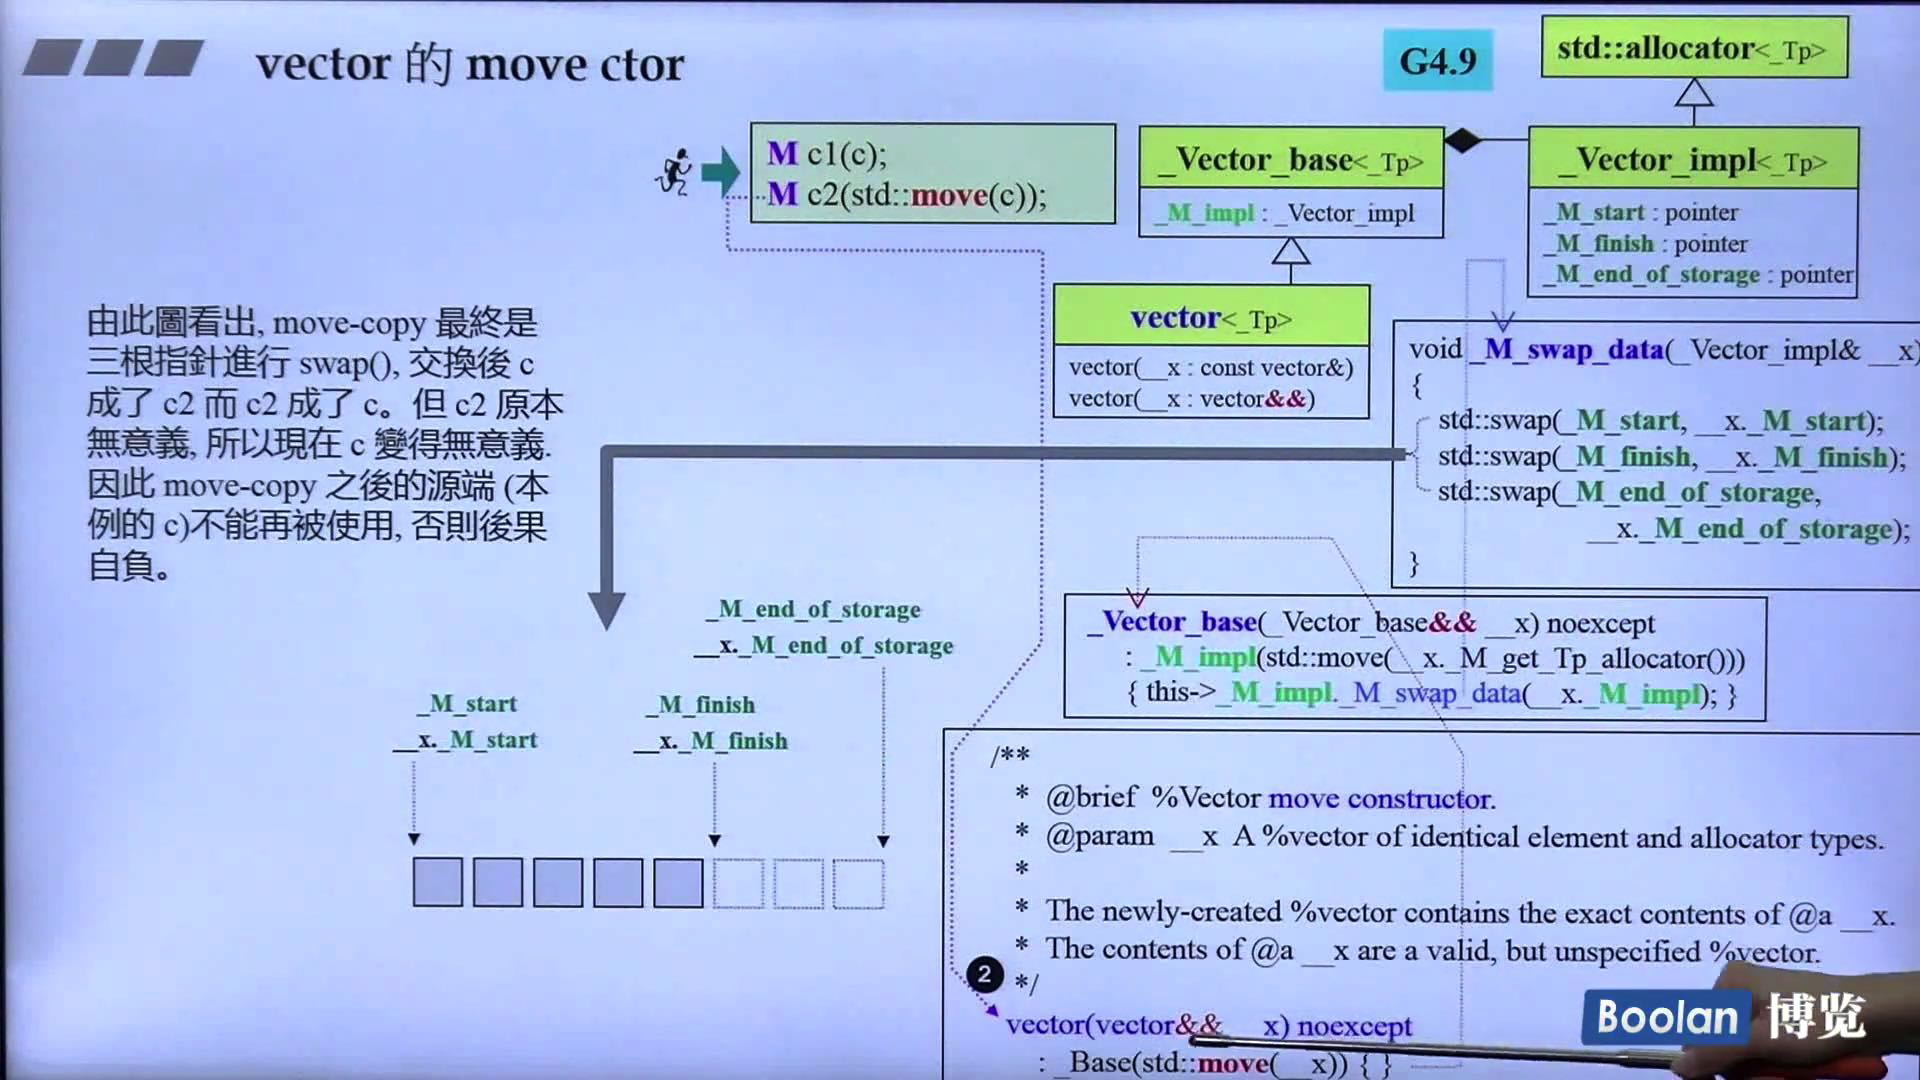 vector 的 move ctor
G4.9
std::allocator<_Tp>
M c1(c);
M c2(std::move(c));
_Vector_base<_Tp>
_M_impl : _Vector_impl
_Vector_impl<_Tp>
_M_start : pointer
_M_finish : pointer
_M_end_of_storage : pointer
vector<_Tp>
vector(__x : const vector&)
vector(__x : vector&&)
由此圖看出, move-copy 最終是
三根指針進行 swap(), 交換後 c
成了 c2 而 c2 成了 c。但 c2 原本
無意義, 所以現在 c 變得無意義.
因此 move-copy 之後的源端 (本
例的 c)不能再被使用, 否則後果
自負。
void _M_swap_data(_Vector_impl& __x)
{
std::swap(_M_start, __x._M_start);
std::swap(_M_finish, __x._M_finish);
std::swap(_M_end_of_storage,
__x._M_end_of_storage);
}
_Vector_base(_Vector_base&& __x) noexcept
: _M_impl(std::move(__x._M_get_Tp_allocator()))
{ this->_M_impl._M_swap_data(__x._M_impl); }
_M_end_of_storage
__x._M_end_of_storage
_M_start
__x._M_start
_M_finish
__x._M_finish
/**
* @brief %Vector move constructor.
* @param __x A %vector of identical element and allocator types.
*
* The newly-created %vector contains the exact contents of @a __x.
* The contents of @a __x are a valid, but unspecified %vector.
*/
2
vector(vector&& __x) noexcept
: _Base(std::move(__x)) { }
Boolan 博览